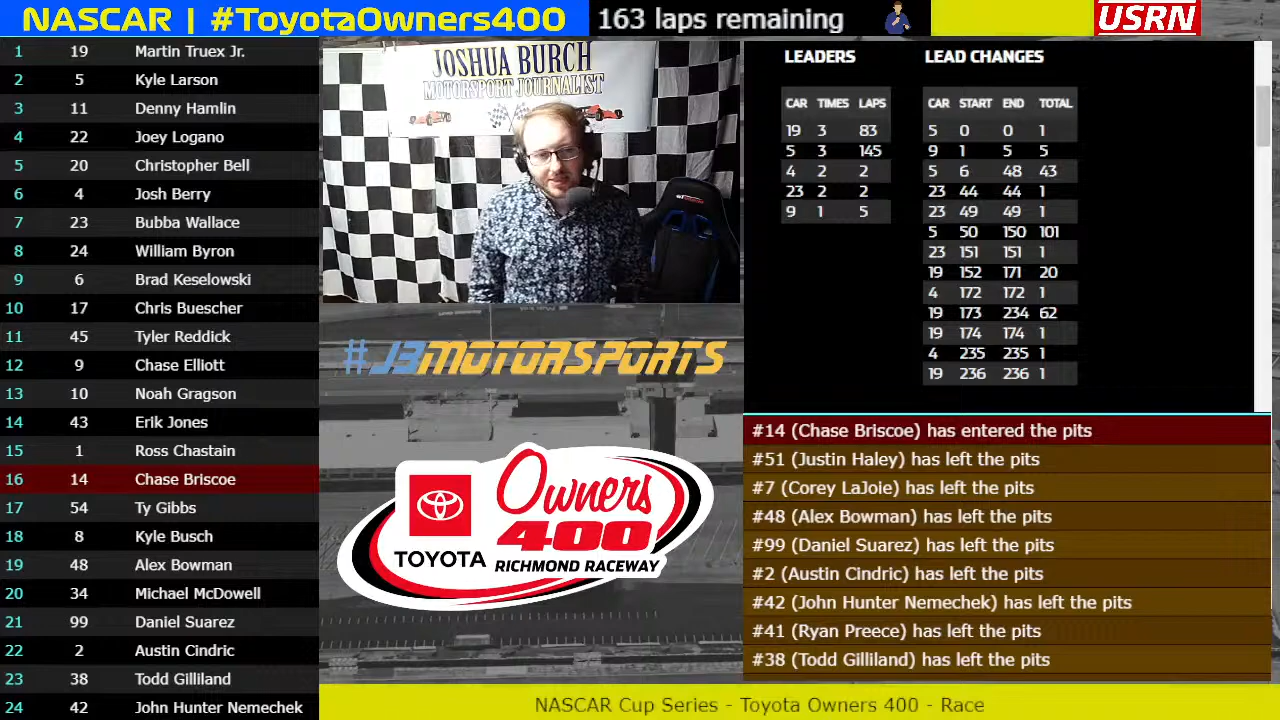 NASCAR | #ToyotaOwners400
163 laps remaining
USRN
1 19 Martin Truex Jr.
2 5 Kyle Larson
3 11 Denny Hamlin
4 22 Joey Logano
5 20 Christopher Bell
6 4 Josh Berry
7 23 Bubba Wallace
8 24 William Byron
9 6 Brad Keselowski
10 17 Chris Buescher
11 45 Tyler Reddick
12 9 Chase Elliott
13 10 Noah Gragson
14 43 Erik Jones
15 1 Ross Chastain
16 14 Chase Briscoe
17 54 Ty Gibbs
18 8 Kyle Busch
19 48 Alex Bowman
20 34 Michael McDowell
21 99 Daniel Suarez
22 2 Austin Cindric
23 38 Todd Gilliland
24 42 John Hunter Nemechek
JOSHUA BURCH
MOTORSPORT JOURNALIST
#JBMOTORSPORTS
TOYOTA
Owners
400
RICHMOND RACEWAY
LEADERS
CAR TIMES LAPS
19 3 83
5 3 145
4 2 2
23 2 2
9 1 5
LEAD CHANGES
CAR START END TOTAL
5 0 0 1
9 1 5 5
5 6 48 43
23 44 44 1
23 49 49 1
5 50 150 101
23 151 151 1
19 152 171 20
4 172 172 1
19 173 234 62
19 174 174 1
4 235 235 1
19 236 236 1
#14 (Chase Briscoe) has entered the pits
#51 (Justin Haley) has left the pits
#7 (Corey LaJoie) has left the pits
#48 (Alex Bowman) has left the pits
#99 (Daniel Suarez) has left the pits
#2 (Austin Cindric) has left the pits
#42 (John Hunter Nemechek) has left the pits
#41 (Ryan Preece) has left the pits
#38 (Todd Gilliland) has left the pits
NASCAR Cup Series - Toyota Owners 400 - Race